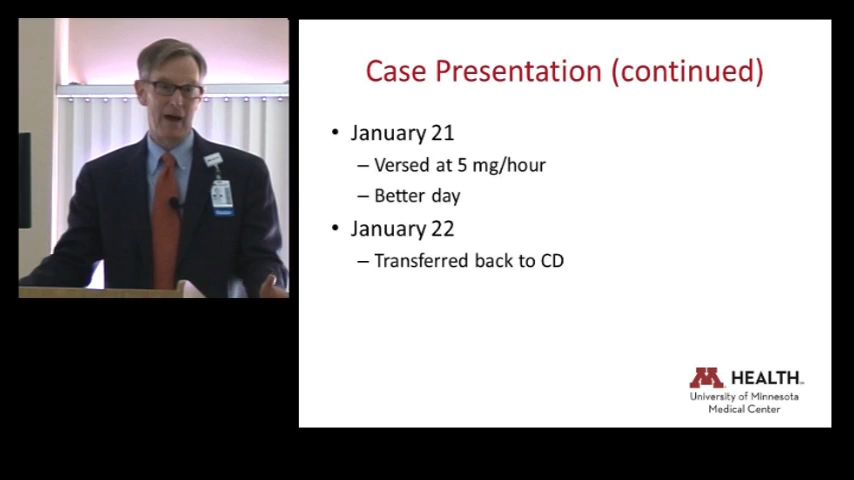 Case Presentation (continued)
• January 21
– Versed at 5 mg/hour
– Better day
• January 22
– Transferred back to CD
M HEALTH
University of Minnesota
Medical Center